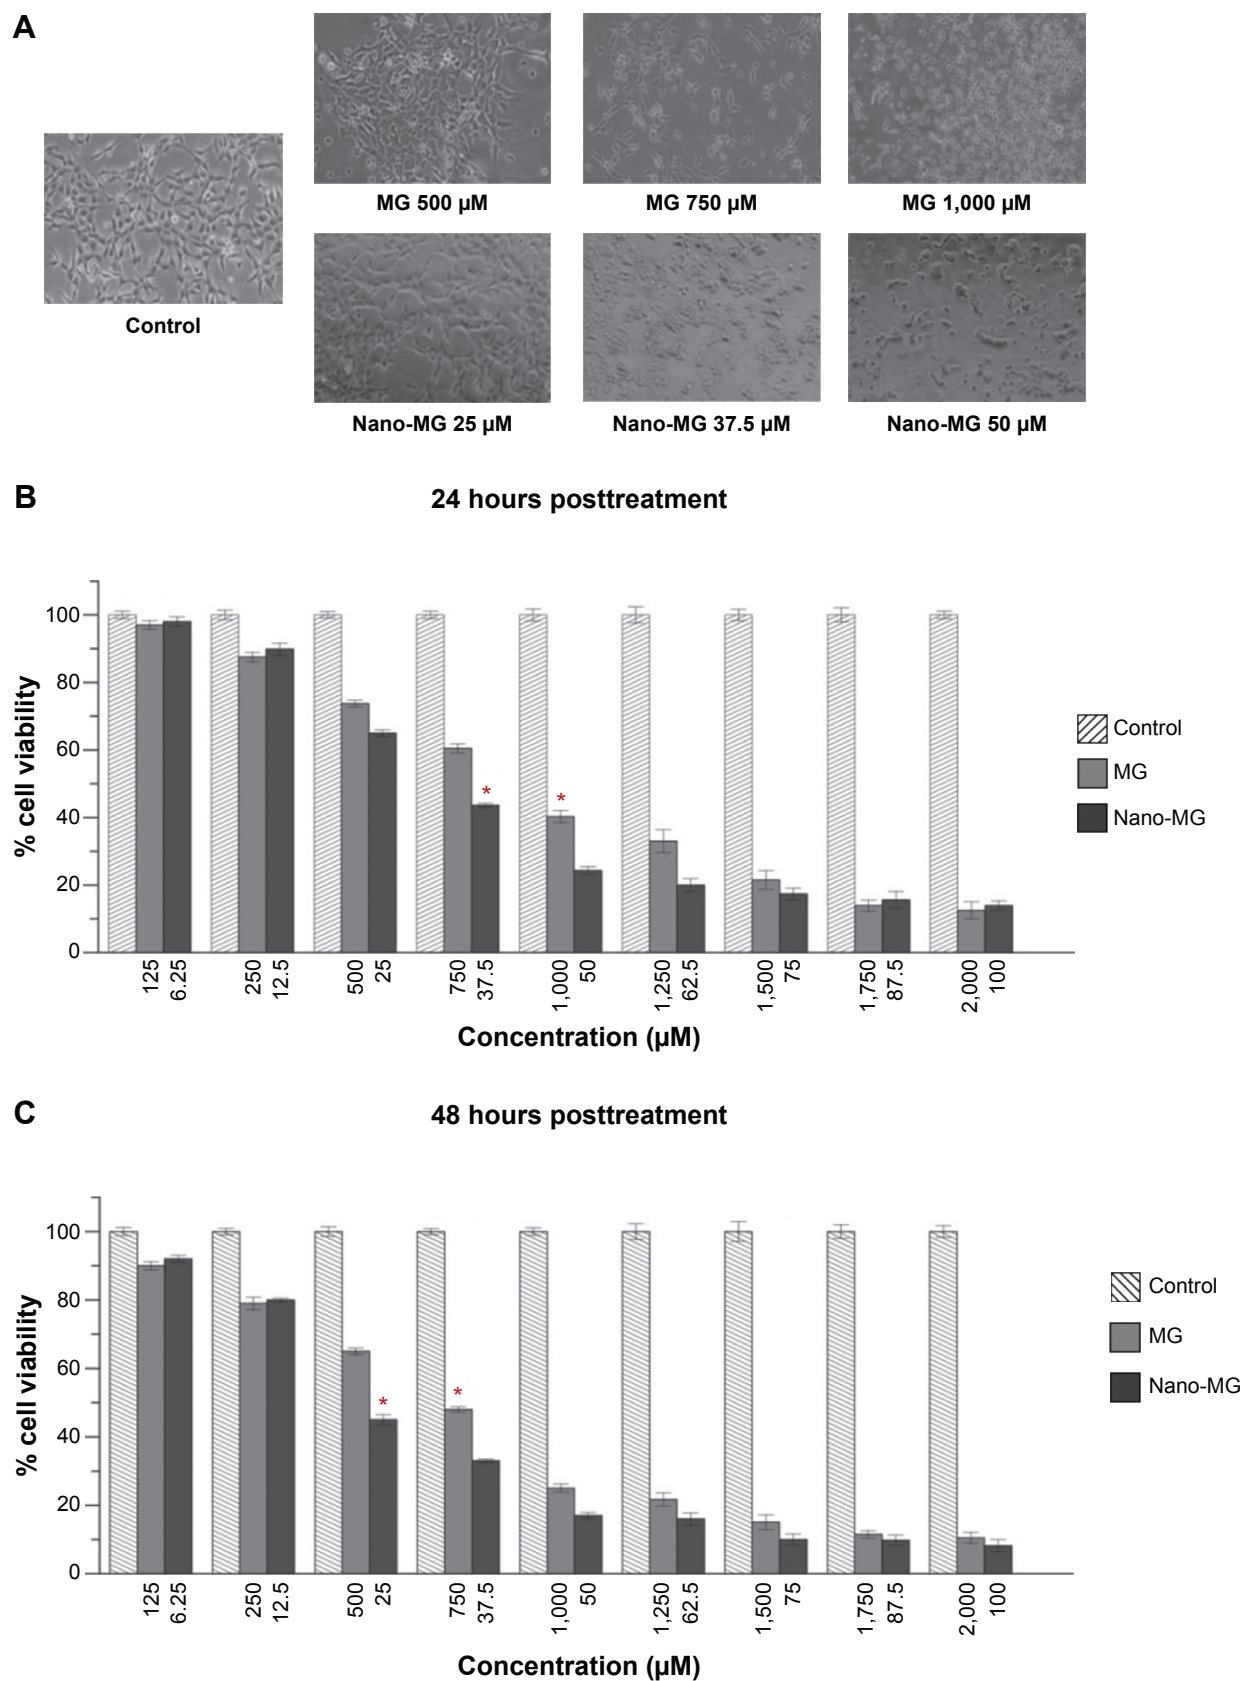 A
MG 500 µM
MG 750 µM
MG 1,000 µM
Control
Nano-MG 25 µM
Nano-MG 37.5 µM
Nano-MG 50 µM
B
24 hours posttreatment
% cell viability
100
80
60
40
20
0
*
*
Control
MG
Nano-MG
125
6.25
250
12.5
500
25
750
37.5
1,000
50
1,250
62.5
1,500
75
1,750
87.5
2,000
100
Concentration (µM)
C
48 hours posttreatment
% cell viability
100
80
60
40
20
0
*
*
Control
MG
Nano-MG
125
6.25
250
12.5
500
25
750
37.5
1,000
50
1,250
62.5
1,500
75
1,750
87.5
2,000
100
Concentration (µM)